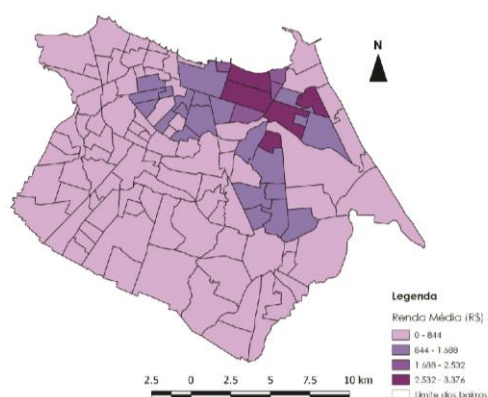 N
Legenda
Renda Média (R$)
0 - 844
844 - 1.688
1.688 - 2.532
2.532 - 3.376
Limite dos bairros
2.5 0 2.5 5 7.5 10 km